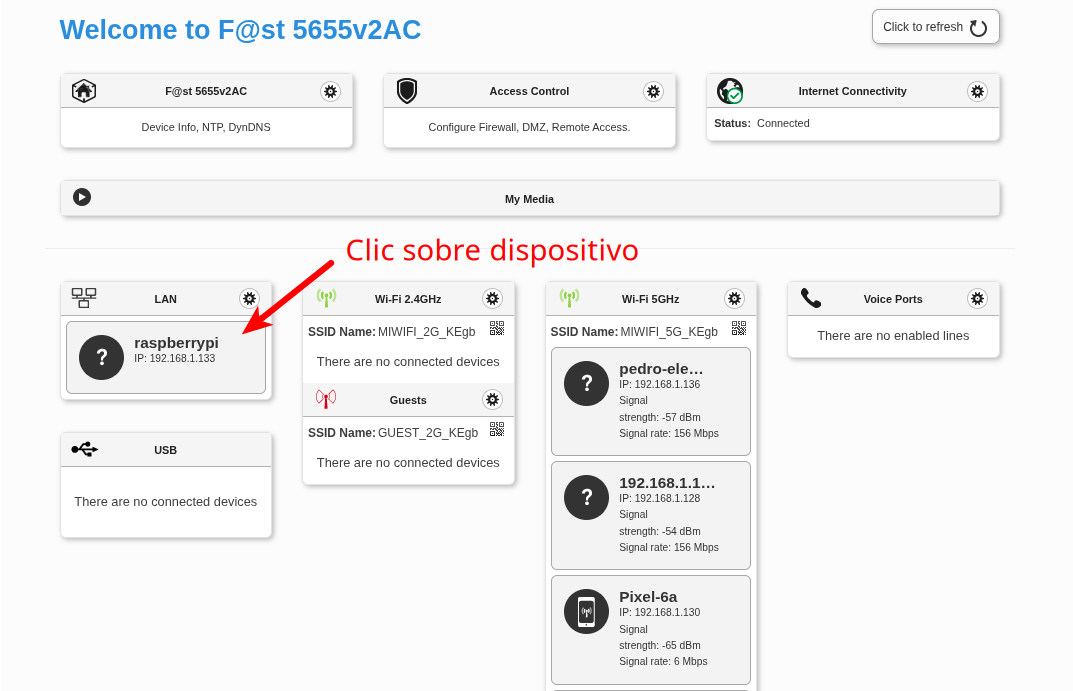 Welcome to F@st 5655v2AC
Click to refresh
F@st 5655v2AC
Device Info, NTP, DynDNS
Access Control
Configure Firewall, DMZ, Remote Access.
Internet Connectivity
Status: Connected
My Media
Clic sobre dispositivo
LAN
?
raspberrypi
IP: 192.168.1.133
USB
There are no connected devices
Wi-Fi 2.4GHz
SSID Name: MIWIFI_2G_KEgb
There are no connected devices
Guests
SSID Name: GUEST_2G_KEgb
There are no connected devices
Wi-Fi 5GHz
SSID Name: MIWIFI_5G_KEgb
?
pedro-ele...
IP: 192.168.1.136
Signal
strength: -57 dBm
Signal rate: 156 Mbps
?
192.168.1.1...
IP: 192.168.1.128
Signal
strength: -54 dBm
Signal rate: 156 Mbps
Pixel-6a
IP: 192.168.1.130
Signal
strength: -65 dBm
Signal rate: 6 Mbps
Voice Ports
There are no enabled lines